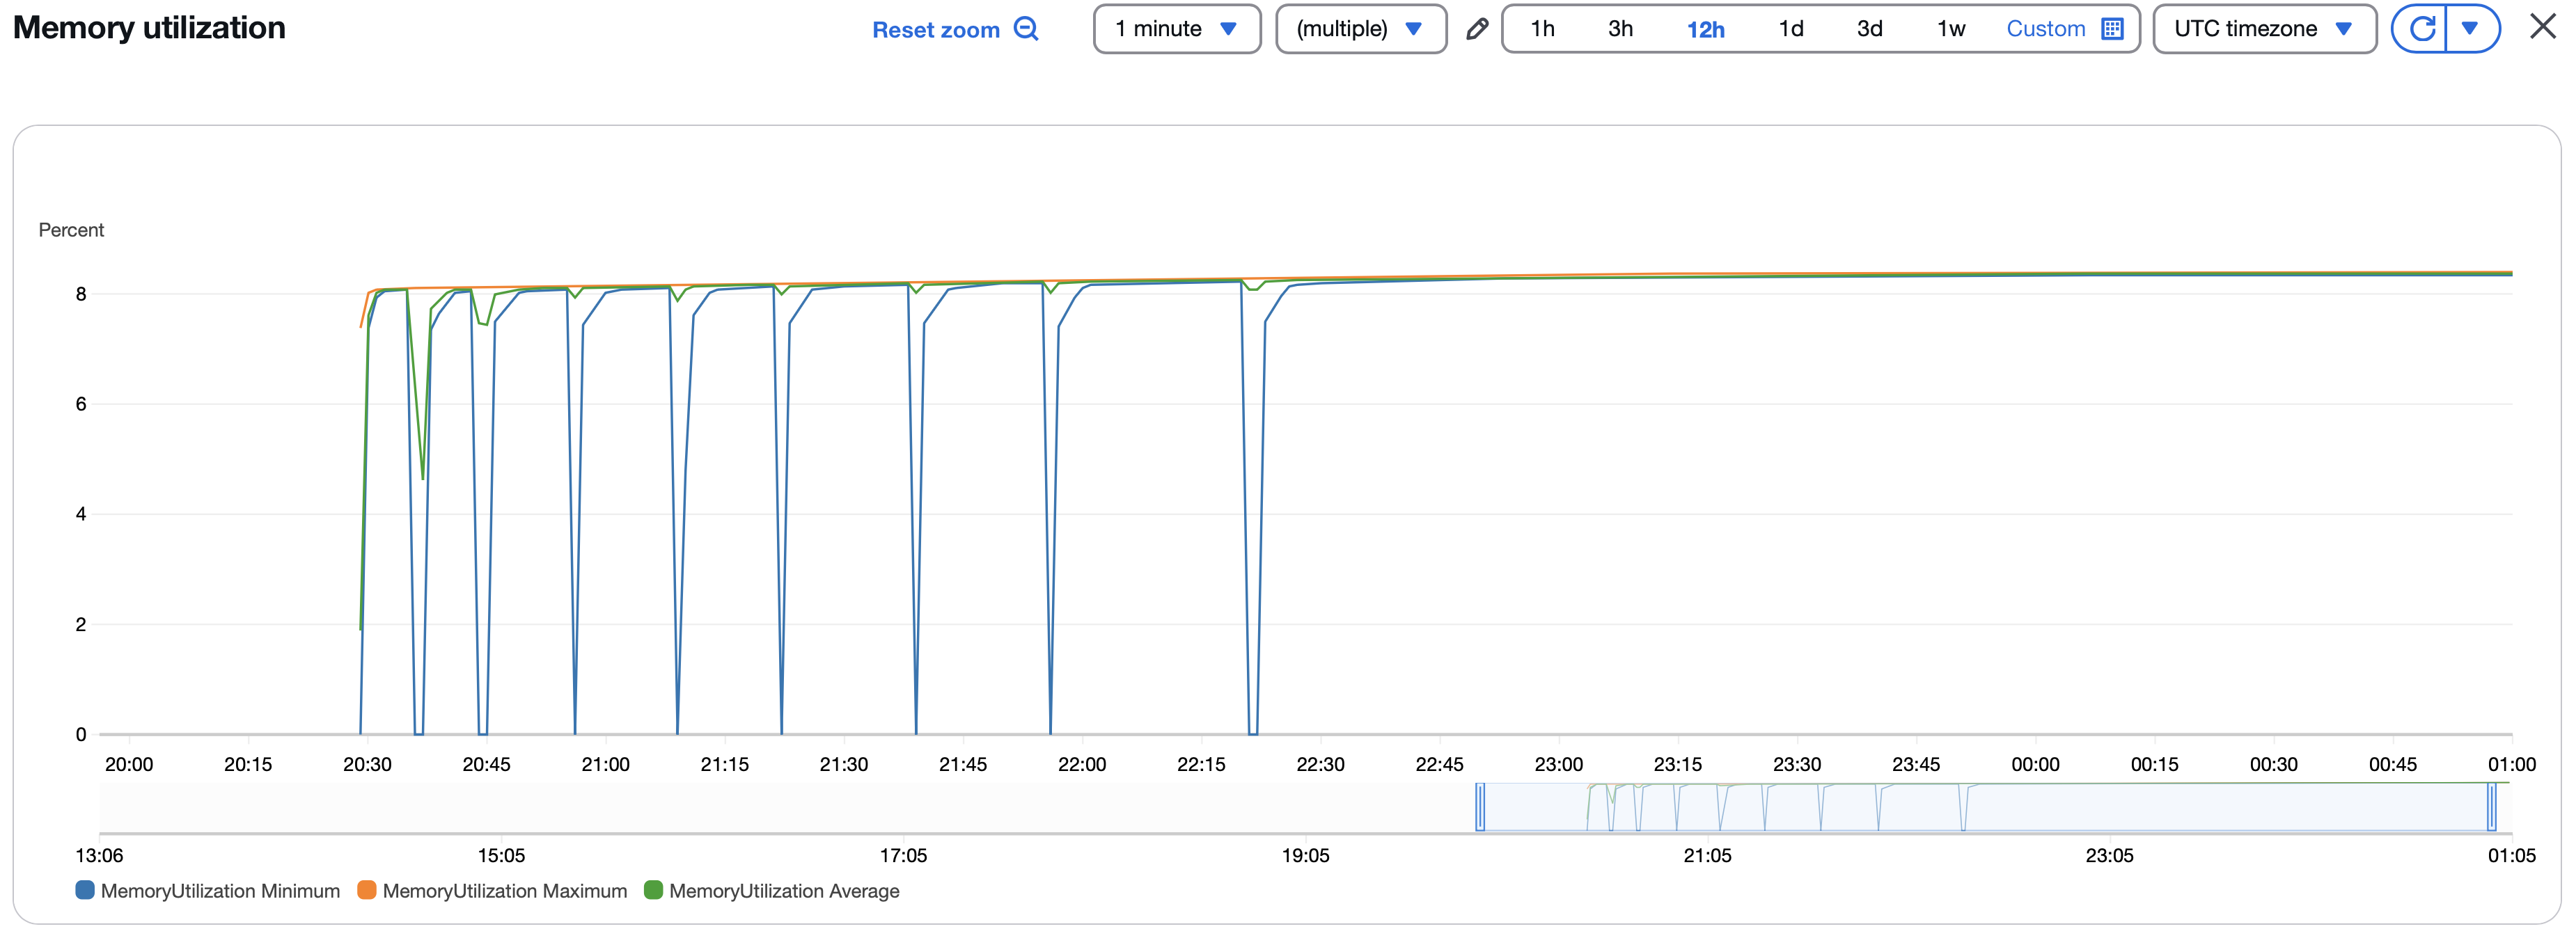 Memory utilization
Reset zoom
1 minute
(multiple)
1h 3h 12h 1d 3d 1w Custom
UTC timezone
Percent
8
6
4
2
0
20:00 20:15 20:30 20:45 21:00 21:15 21:30 21:45 22:00 22:15 22:30 22:45 23:00 23:15 23:30 23:45 00:00 00:15 00:30 00:45 01:00
13:06 15:05 17:05 19:05 21:05 23:05 01:05
MemoryUtilization Minimum MemoryUtilization Maximum MemoryUtilization Average